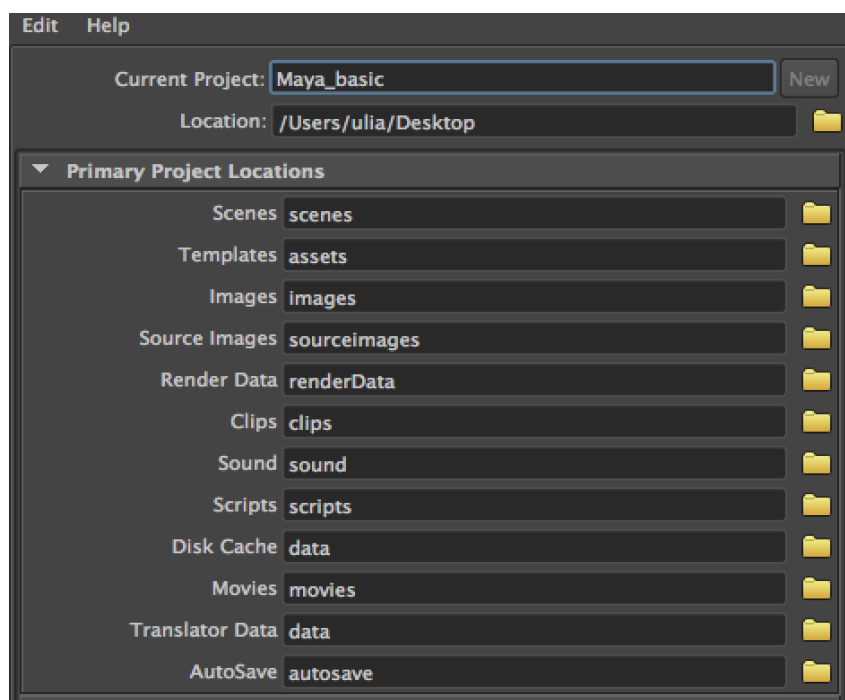 Edit Help
Current Project: Maya_basic New
Location: /Users/ulia/Desktop
Primary Project Locations
Scenes scenes
Templates assets
Images images
Source Images sourceimages
Render Data renderData
Clips clips
Sound sound
Scripts scripts
Disk Cache data
Movies movies
Translator Data data
AutoSave autosave